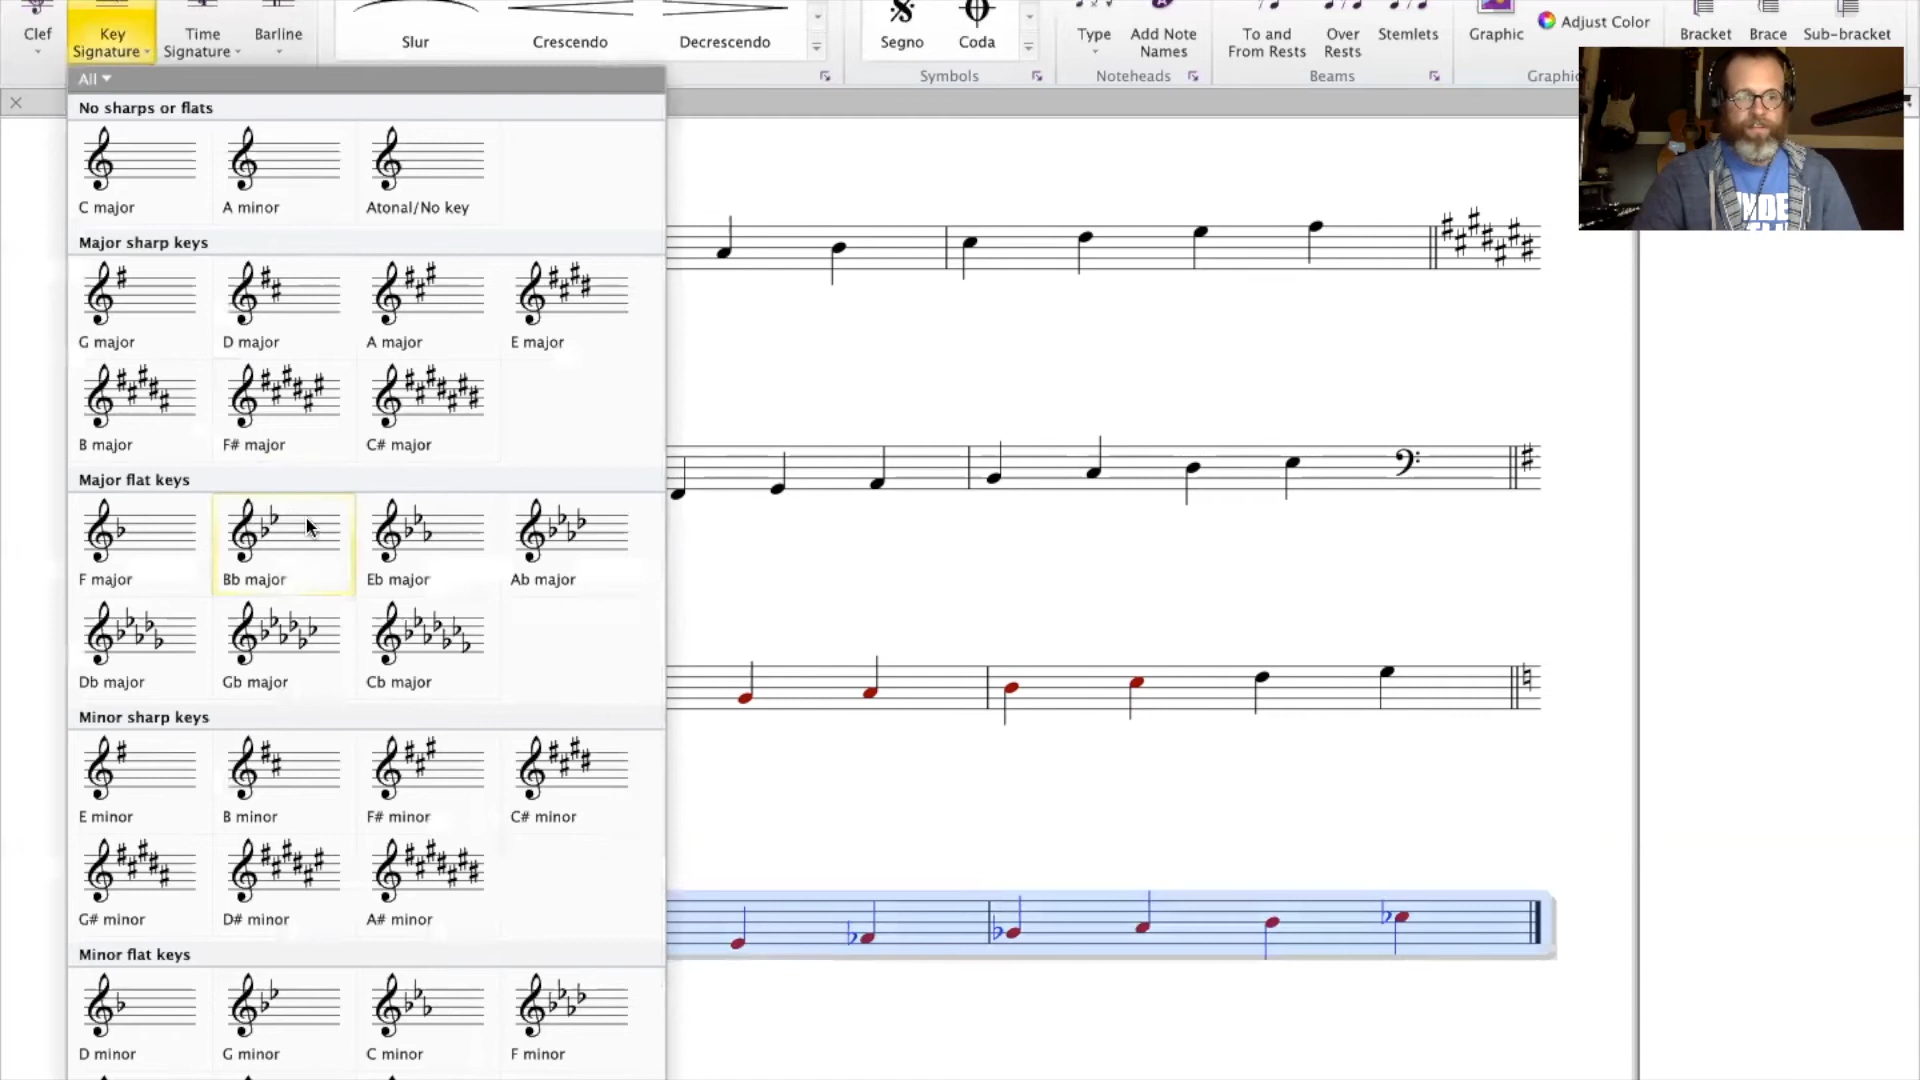 Clef
Key Signature
Time Signature
Barline
Slur
Crescendo
Decrescendo
Segno
Coda
Type
Add Note Names
To and From Rests
Over Rests
Stemlets
Graphic
Adjust Color
Bracket
Brace
Sub-bracket
Symbols
Noteheads
Beams
All
No sharps or flats
C major
A minor
Atonal/No key
Major sharp keys
G major
D major
A major
E major
B major
F# major
C# major
Major flat keys
F major
Bb major
Eb major
Ab major
Db major
Gb major
Cb major
Minor sharp keys
E minor
B minor
F# minor
C# minor
G# minor
D# minor
A# minor
Minor flat keys
D minor
G minor
C minor
F minor